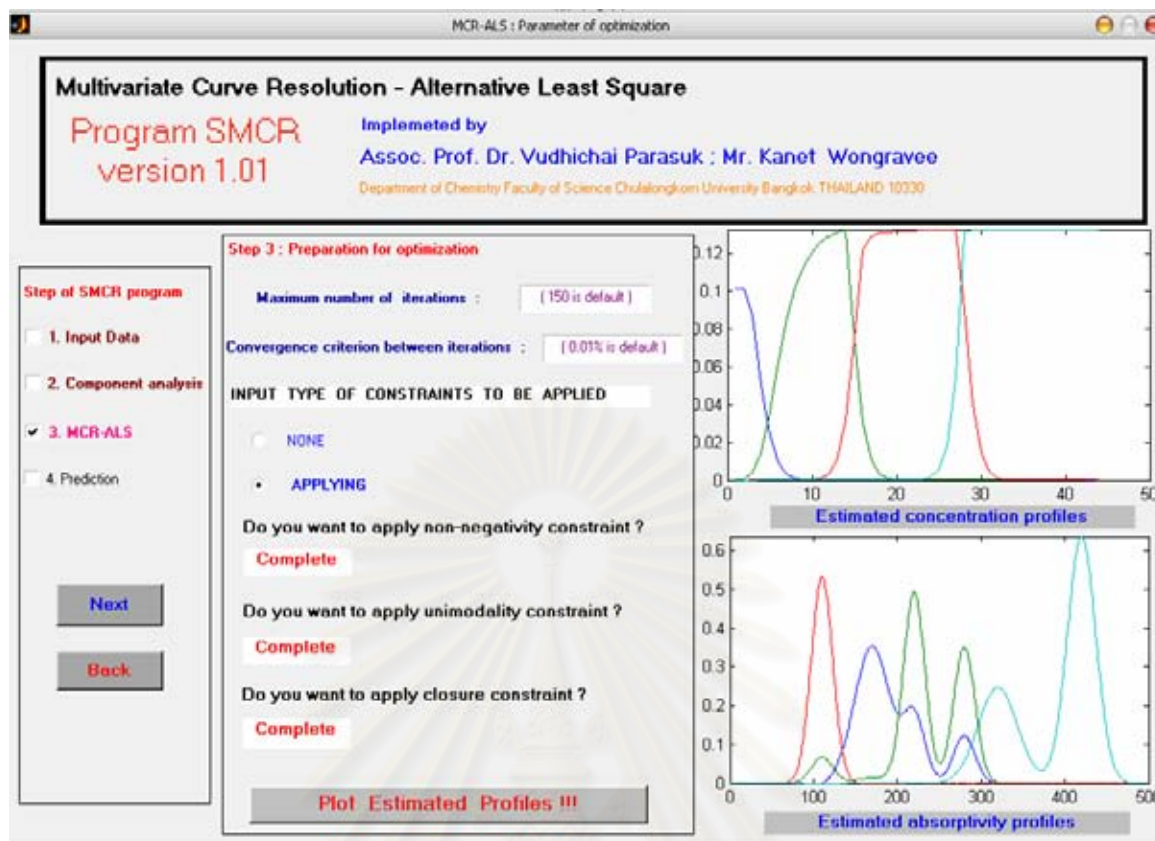 MCR-ALS : Parameter of optimization
Multivariate Curve Resolution - Alternative Least Square
Program SMCR
version 1.01
Implemeted by
Assoc. Prof. Dr. Vudhichai Parasuk ; Mr. Kanet Wongravee
Department of Chemistry Faculty of Science Chulalongkorn University Bangkok THAILAND 10330
Step of SMCR program
1. Input Data
2. Component analysis
3. MCR-ALS
4. Prediction
Next
Back
Step 3 : Preparation for optimization
Maximum number of iterations :
( 150 is default )
Convergence criterion between iterations :
( 0.01% is default )
INPUT TYPE OF CONSTRAINTS TO BE APPLIED
NONE
APPLYING
Do you want to apply non-negativity constraint ?
Complete
Do you want to apply unimodality constraint ?
Complete
Do you want to apply closure constraint ?
Complete
Plot Estimated Profiles !!!
0.12
0.1
0.08
0.06
0.04
0.02
0
0 10 20 30 40 50
Estimated concentration profiles
0.6
0.5
0.4
0.3
0.2
0.1
0
0 100 200 300 400 500
Estimated absorptivity profiles